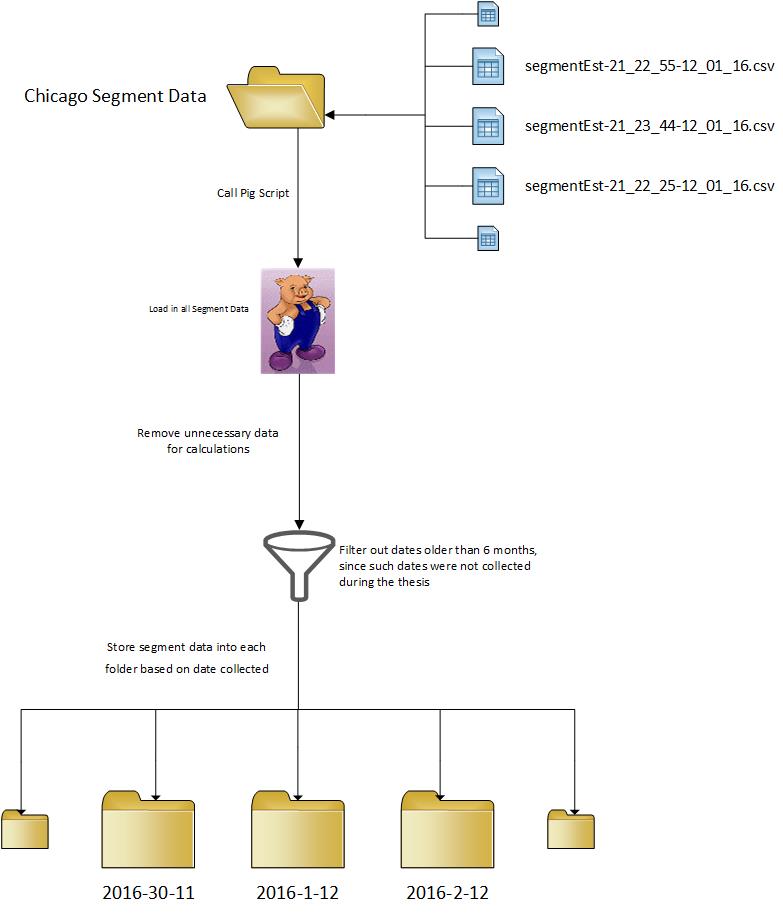 segmentEst-21_22_55-12_01_16.csv
Chicago Segment Data
segmentEst-21_23_44-12_01_16.csv
segmentEst-21_22_25-12_01_16.csv
Call Pig Script
Load in all Segment Data
Remove unnecessary data
for calculations
Filter out dates older than 6 months,
since such dates were not collected
during the thesis
Store segment data into each
folder based on date collected
2016-30-11
2016-1-12
2016-2-12